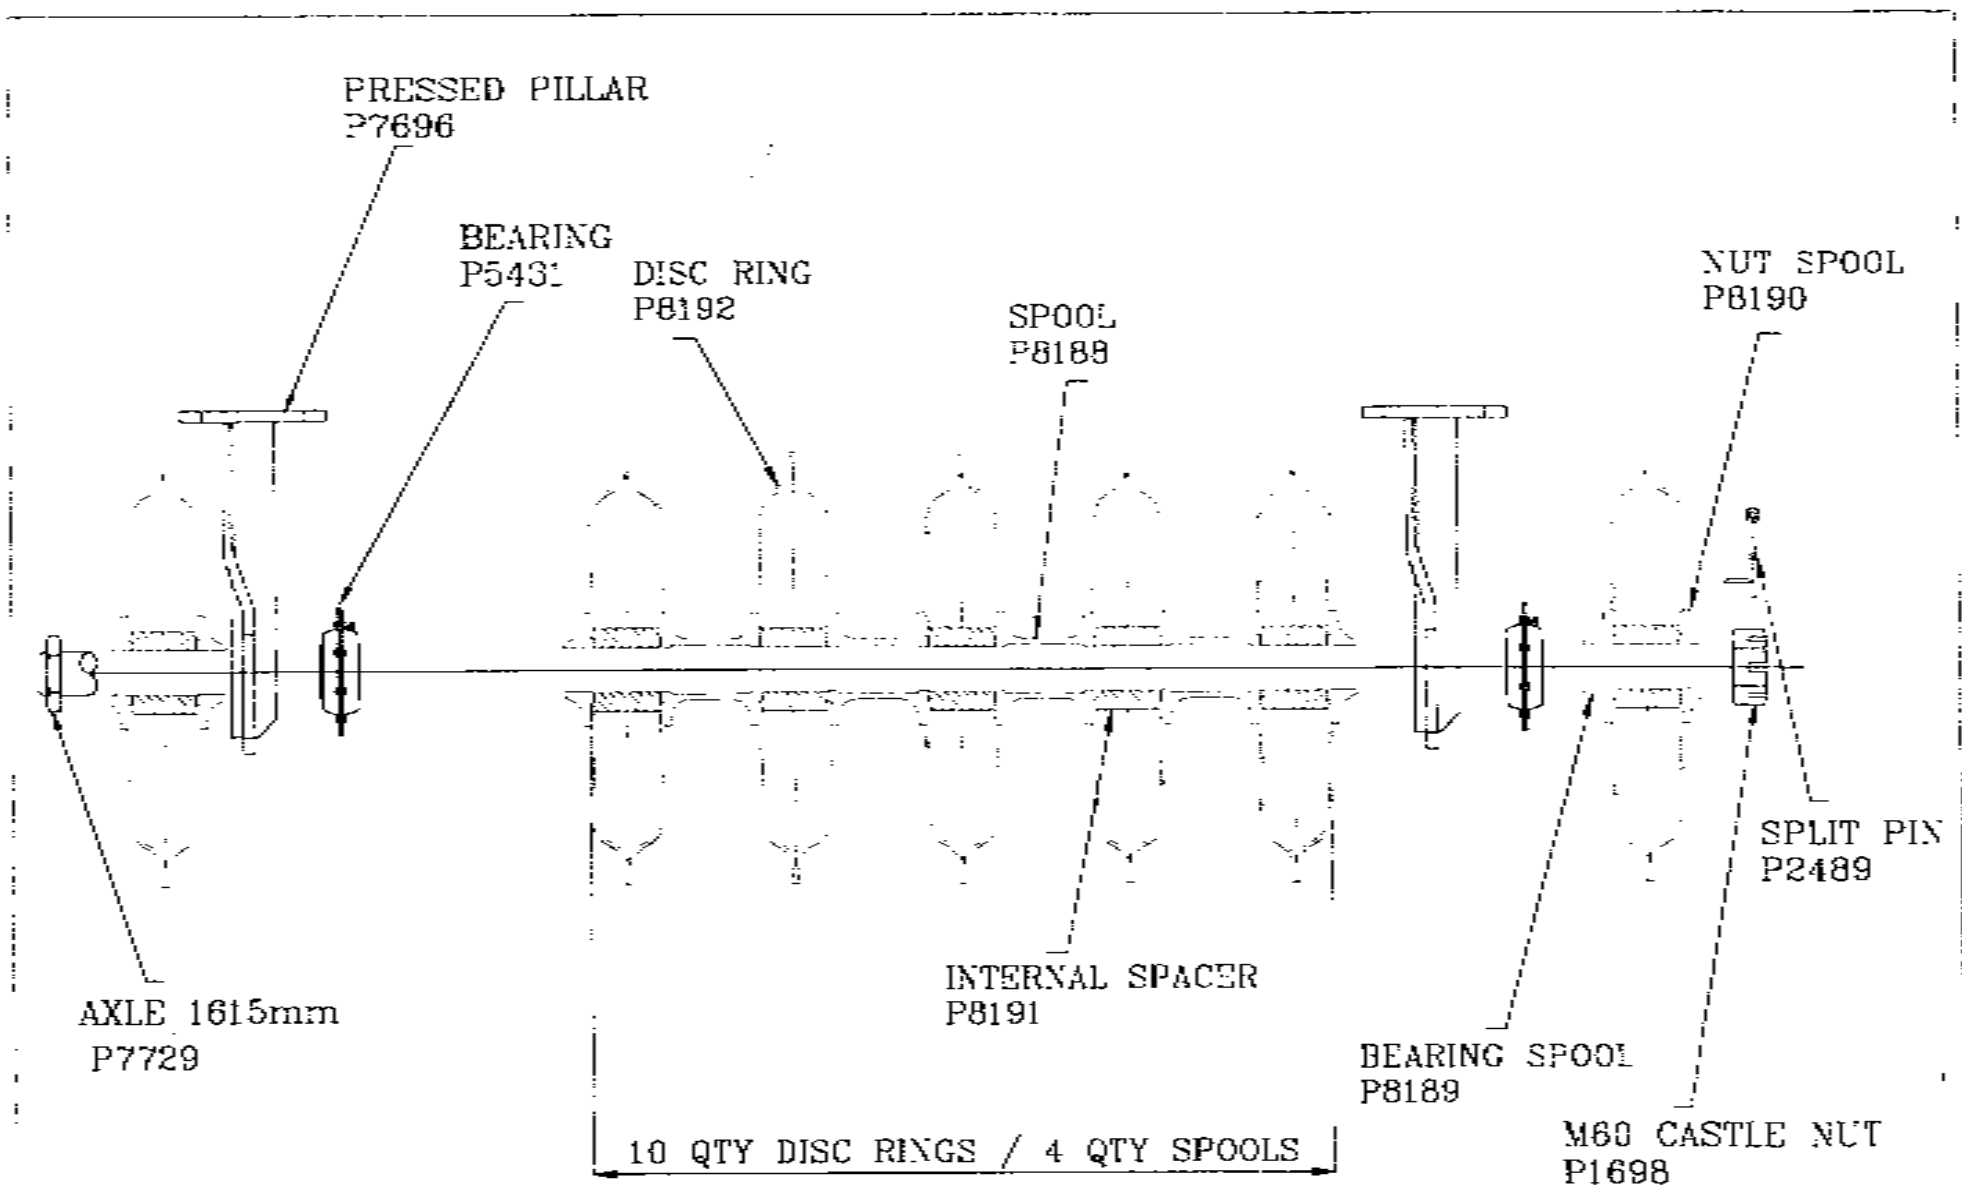 PRESSED PILLAR
P7696
BEARING
P5431
DISC RING
P8192
SPOOL
P8188
NUT SPOOL
P8190
SPLIT PIN
P2489
INTERNAL SPACER
P8191
AXLE 1615mm
P7729
BEARING SPOOL
P8189
M60 CASTLE NUT
P1698
10 QTY DISC RINGS / 4 QTY SPOOLS